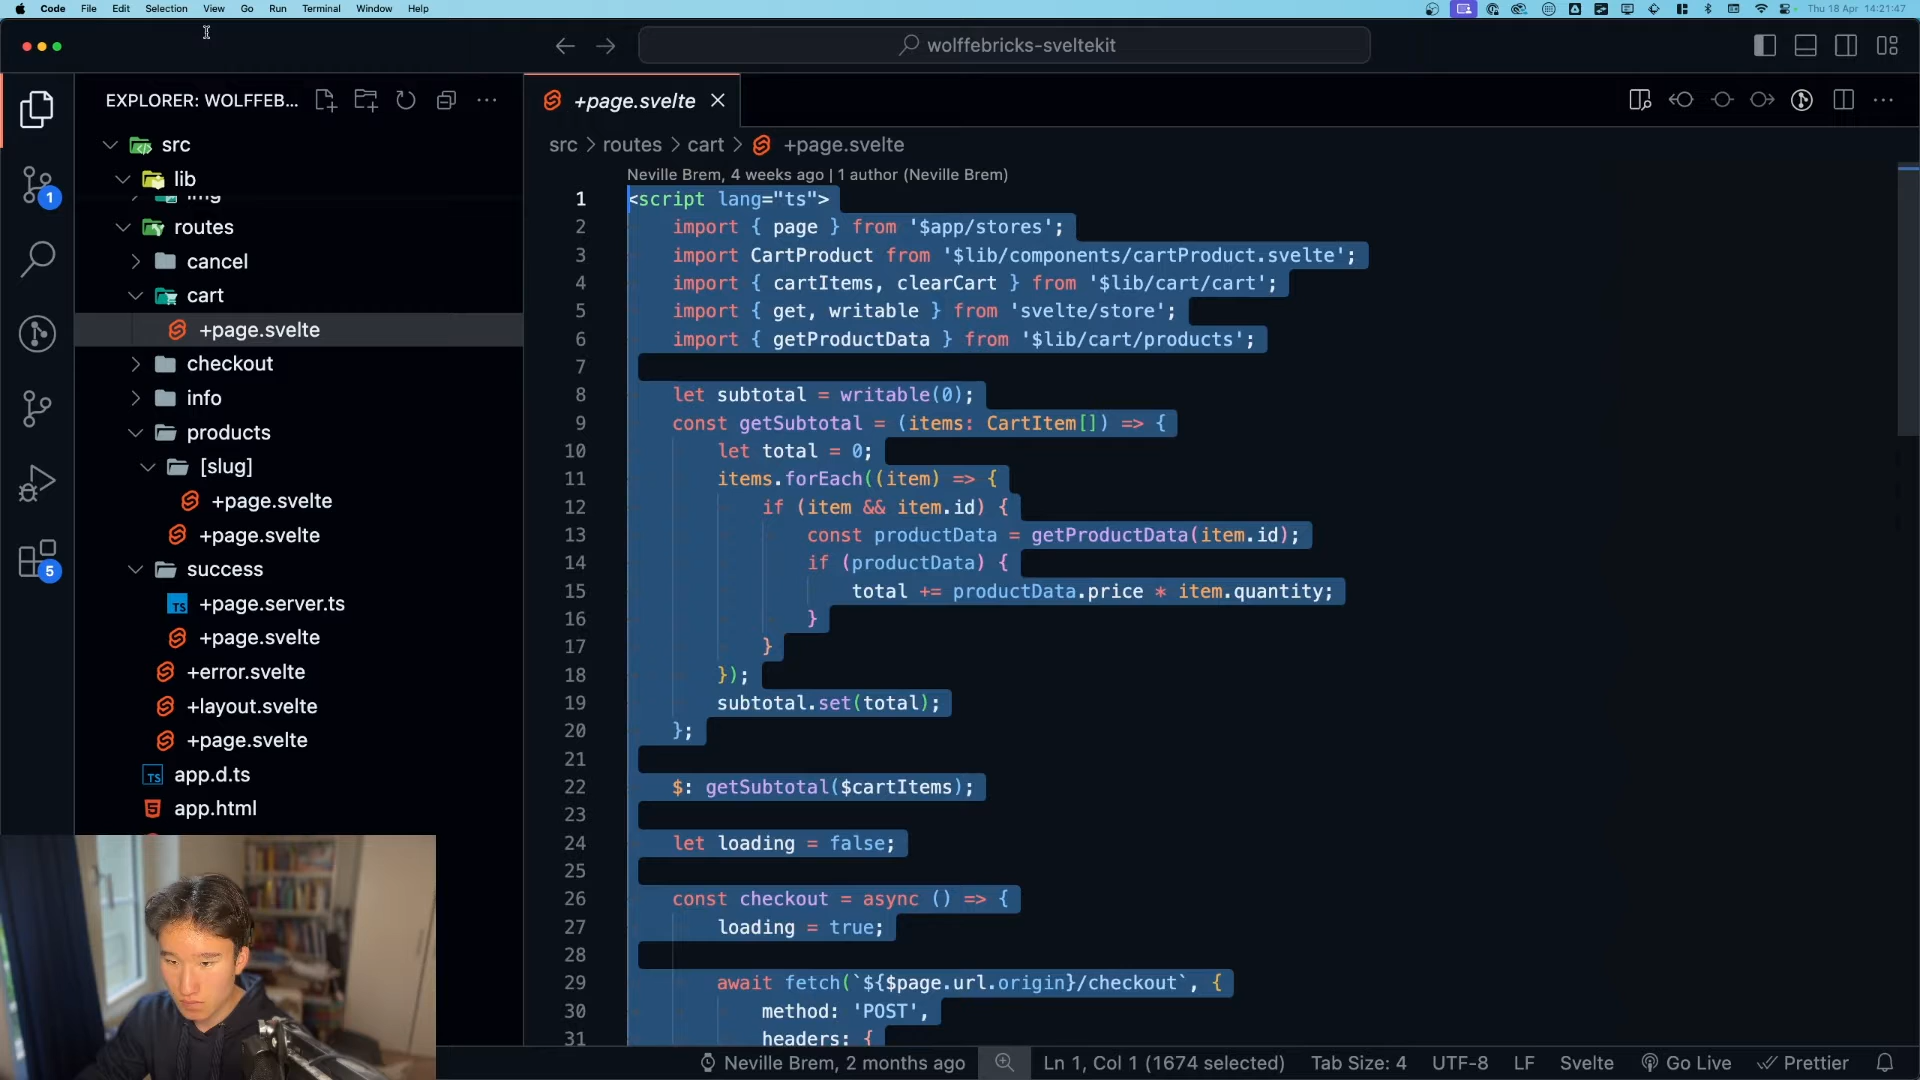 Code File Edit Selection View Go Run Terminal Window Help Thu 18 Apr 14:21:47
wolffebricks-sveltekit
EXPLORER: WOLFFEB...
src
lib
routes
cancel
cart
+page.svelte
checkout
info
products
[slug]
+page.svelte
+page.svelte
success
+page.server.ts
+page.svelte
+error.svelte
+layout.svelte
+page.svelte
app.d.ts
app.html
1
5
+page.svelte
src > routes > cart > +page.svelte
Neville Brem, 4 weeks ago | 1 author (Neville Brem)
1 <script lang="ts">
2 import { page } from '$app/stores';
3 import CartProduct from '$lib/components/cartProduct.svelte';
4 import { cartItems, clearCart } from '$lib/cart/cart';
5 import { get, writable } from 'svelte/store';
6 import { getProductData } from '$lib/cart/products';
7
8 let subtotal = writable(0);
9 const getSubtotal = (items: CartItem[]) => {
10 let total = 0;
11 items.forEach((item) => {
12 if (item && item.id) {
13 const productData = getProductData(item.id);
14 if (productData) {
15 total += productData.price * item.quantity;
16 }
17 }
18 });
19 subtotal.set(total);
20 };
21
22 $: getSubtotal($cartItems);
23
24 let loading = false;
25
26 const checkout = async () => {
27 loading = true;
28
29 await fetch(`${$page.url.origin}/checkout`, {
30 method: 'POST',
31 headers: {
Neville Brem, 2 months ago Ln 1, Col 1 (1674 selected) Tab Size: 4 UTF-8 LF Svelte Go Live Prettier